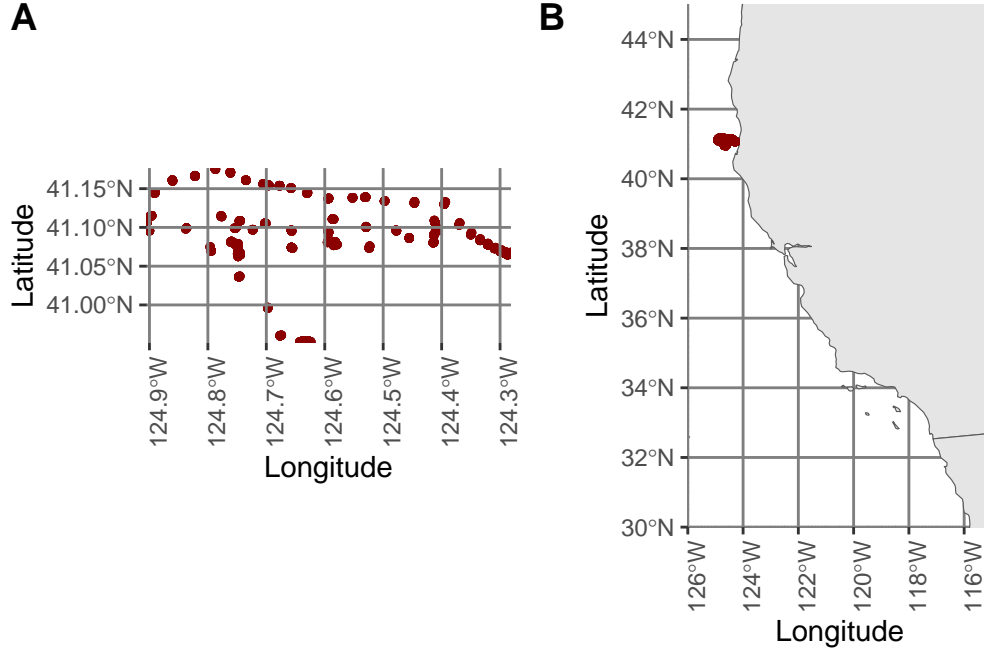 A
41.15°N
41.10°N
41.05°N
41.00°N
Latitude
124.9°W
124.8°W
124.7°W
124.6°W
124.5°W
124.4°W
124.3°W
Longitude
B
44°N
42°N
40°N
38°N
36°N
34°N
32°N
30°N
Latitude
126°W
124°W
122°W
120°W
118°W
116°W
Longitude